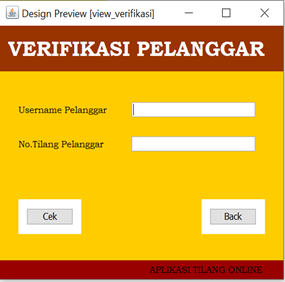 Design Preview [view_verifikasi]
VERIFIKASI PELANGGAR
Username Pelanggar
No.Tilang Pelanggar
Cek Back
APLIKASI TILANG ONLINE